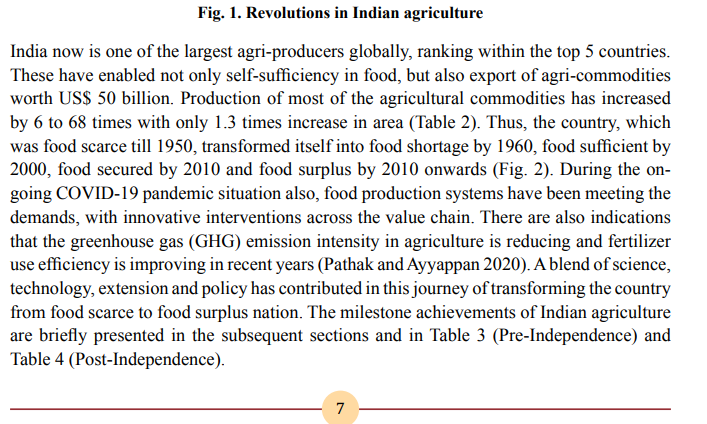 Fig. 1. Revolutions in Indian agriculture
India now is one of the largest agri-producers globally, ranking within the top 5 countries.
These have enabled not only self-sufficiency in food, but also export of agri-commodities
worth US$ 50 billion. Production of most of the agricultural commodities has increased
by 6 to 68 times with only 1.3 times increase in area (Table 2). Thus, the country, which
was food scarce till 1950, transformed itself into food shortage by 1960, food sufficient by
2000, food secured by 2010 and food surplus by 2010 onwards (Fig. 2). During the on-
going COVID-19 pandemic situation also, food production systems have been meeting the
demands, with innovative interventions across the value chain. There are also indications
that the greenhouse gas (GHG) emission intensity in agriculture is reducing and fertilizer
use efficiency is improving in recent years (Pathak and Ayyappan 2020). A blend of science,
technology, extension and policy has contributed in this journey of transforming the country
from food scarce to food surplus nation. The milestone achievements of Indian agriculture
are briefly presented in the subsequent sections and in Table 3 (Pre-Independence) and
Table 4 (Post-Independence).
7